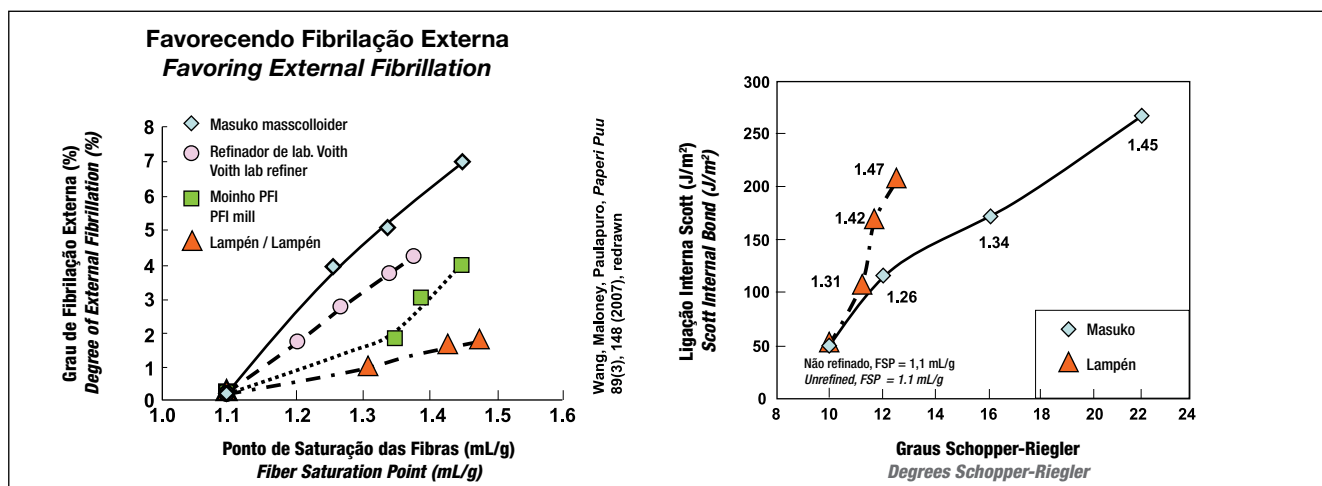 Favorecendo Fibrilação Externa
Favoring External Fibrillation
Grau de Fibrilação Externa (%)
Degree of External Fibrillation (%)
8
7
6
5
4
3
2
1
0
Masuko masscolloider
Refinador de lab. Voith
Voith lab refiner
Moinho PFI
PFI mill
Lampén / Lampén
1.0
1.1
1.2
1.3
1.4
1.5
1.6
Ponto de Saturação das Fibras (mL/g)
Fiber Saturation Point (mL/g)
Wang, Maloney, Paulapuro, Paperi Puu
89(3), 148 (2007), redrawn
Ligação Interna Scott (J/m²)
Scott Internal Bond (J/m²)
300
250
200
150
100
50
0
1.47
1.42
1.31
1.26
1.34
1.45
Não refinado, FSP = 1,1 mL/g
Unrefined, FSP = 1.1 mL/g
Masuko
Lampén
8
10
12
14
16
18
20
22
24
Graus Schopper-Riegler
Degrees Schopper-Riegler